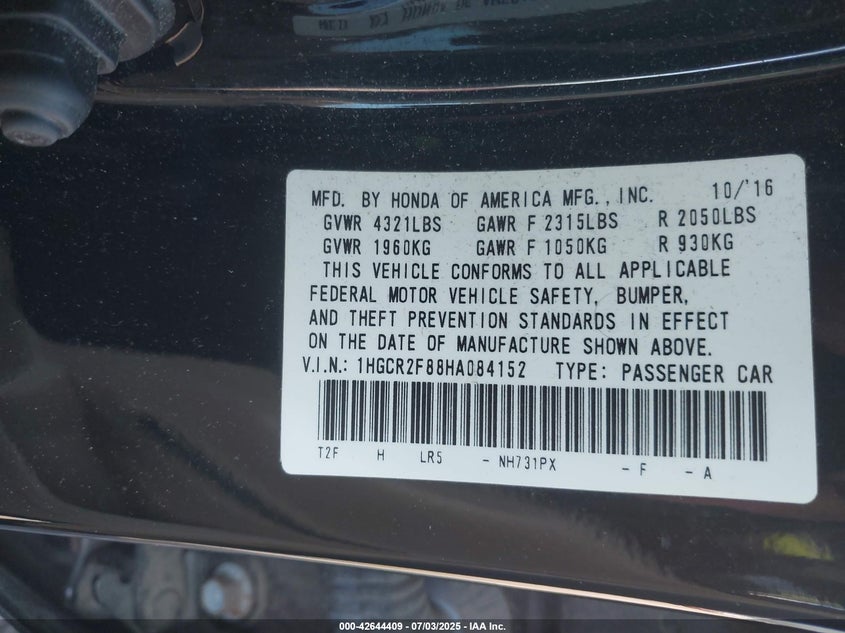 MFD. BY HONDA OF AMERICA MFG., INC. 10/'16
GVWR 4321LBS GAWR F 2315LBS R 2050LBS
GVWR 1960KG GAWR F 1050KG R 930KG
THIS VEHICLE CONFORMS TO ALL APPLICABLE
FEDERAL MOTOR VEHICLE SAFETY, BUMPER,
AND THEFT PREVENTION STANDARDS IN EFFECT
ON THE DATE OF MANUFACTURE SHOWN ABOVE.
V.I.N.: 1HGCR2F88HA084152 TYPE: PASSENGER CAR
T2F H LR5 - NH731PX - F - A
000-42644409 - 07/03/2025 - IAA Inc.